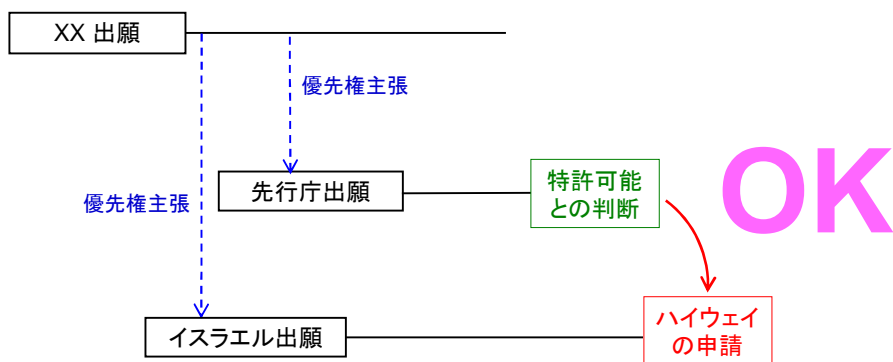 XX 出願
優先権主張
優先権主張
先行庁出願
特許可能
との判断
OK
イスラエル出願
ハイウェイ
の申請